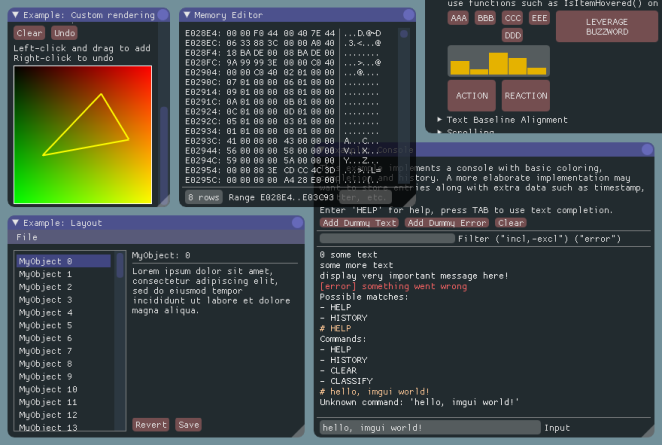 Example: Custom rendering
Clear Undo
Left-click and drag to add
Right-click to undo
Memory Editor
E028E4: 00 00 F0 44 00 40 7E 44 ...D.@~D
E028EC: 06 33 88 3C 00 00 A0 40 .3.<...@
E028F4: 18 BA DE 00 08 BA DE 00 ........
E028FC: 9A 99 99 3E 00 00 C0 40 ...>...@
E02904: 00 00 C0 40 02 01 00 00 ...@....
E0290C: 07 01 00 00 06 01 00 00 ........
E02914: 09 01 00 00 08 01 00 00 ........
E0291C: 0A 01 00 00 0B 01 00 00 ........
E02924: 0C 01 00 00 0D 01 00 00 ........
E0292C: 05 01 00 00 03 01 00 00 ........
E02934: 01 01 00 00 00 01 00 00 ........
E0293C: 41 00 00 00 43 00 00 00 A...C...
E02944: 56 00 00 00 58 00 00 00 V...X...
E0294C: 59 00 00 00 5A 00 00 00 Y...Z...
E02954: 00 00 80 3E CD CC 4C 3D ...>..L=
E0295C: 00 00 00 00 A4 28 E0 00
8 rows Range E028E4..E03C93
use functions such as IsItemHovered() on
AAA BBB CCC EEE
DDD
LEVERAGE
BUZZWORD
ACTION REACTION
Text Baseline Alignment
Scrolling
Console
implements a console with basic coloring,
and history. A more elaborate implementation may
want to store entries along with extra data such as timestamp,
emitter, etc.
Enter 'HELP' for help, press TAB to use text completion.
Add Dummy Text Add Dummy Error Clear
Filter ("incl,-excl") ("error")
0 some text
some more text
display very important message here!
[error] something went wrong
Possible matches:
- HELP
- HISTORY
# HELP
Commands:
- HELP
- HISTORY
- CLEAR
- CLASSIFY
# hello, imgui world!
Unknown command: 'hello, imgui world!'
hello, imgui world! Input
Example: Layout
File
MyObject 0
MyObject 1
MyObject 2
MyObject 3
MyObject 4
MyObject 5
MyObject 6
MyObject 7
MyObject 8
MyObject 9
MyObject 10
MyObject 11
MyObject 12
MyObject 13
MyObject: 0
Lorem ipsum dolor sit amet,
consectetur adipiscing elit,
sed do eiusmod tempor
incididunt ut labore et dolore
magna aliqua.
Revert Save